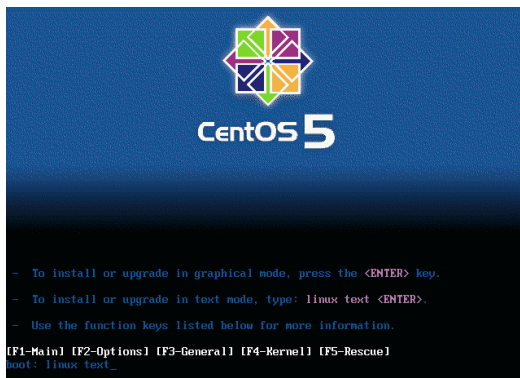 CentOS 5
- To install or upgrade in graphical mode, press the <ENTER> key.
- To install or upgrade in text mode, type: linux text <ENTER>.
- Use the function keys listed below for more information.
[F1-Main] [F2-Options] [F3-General] [F4-Kernel] [F5-Rescue]
boot: linux text_